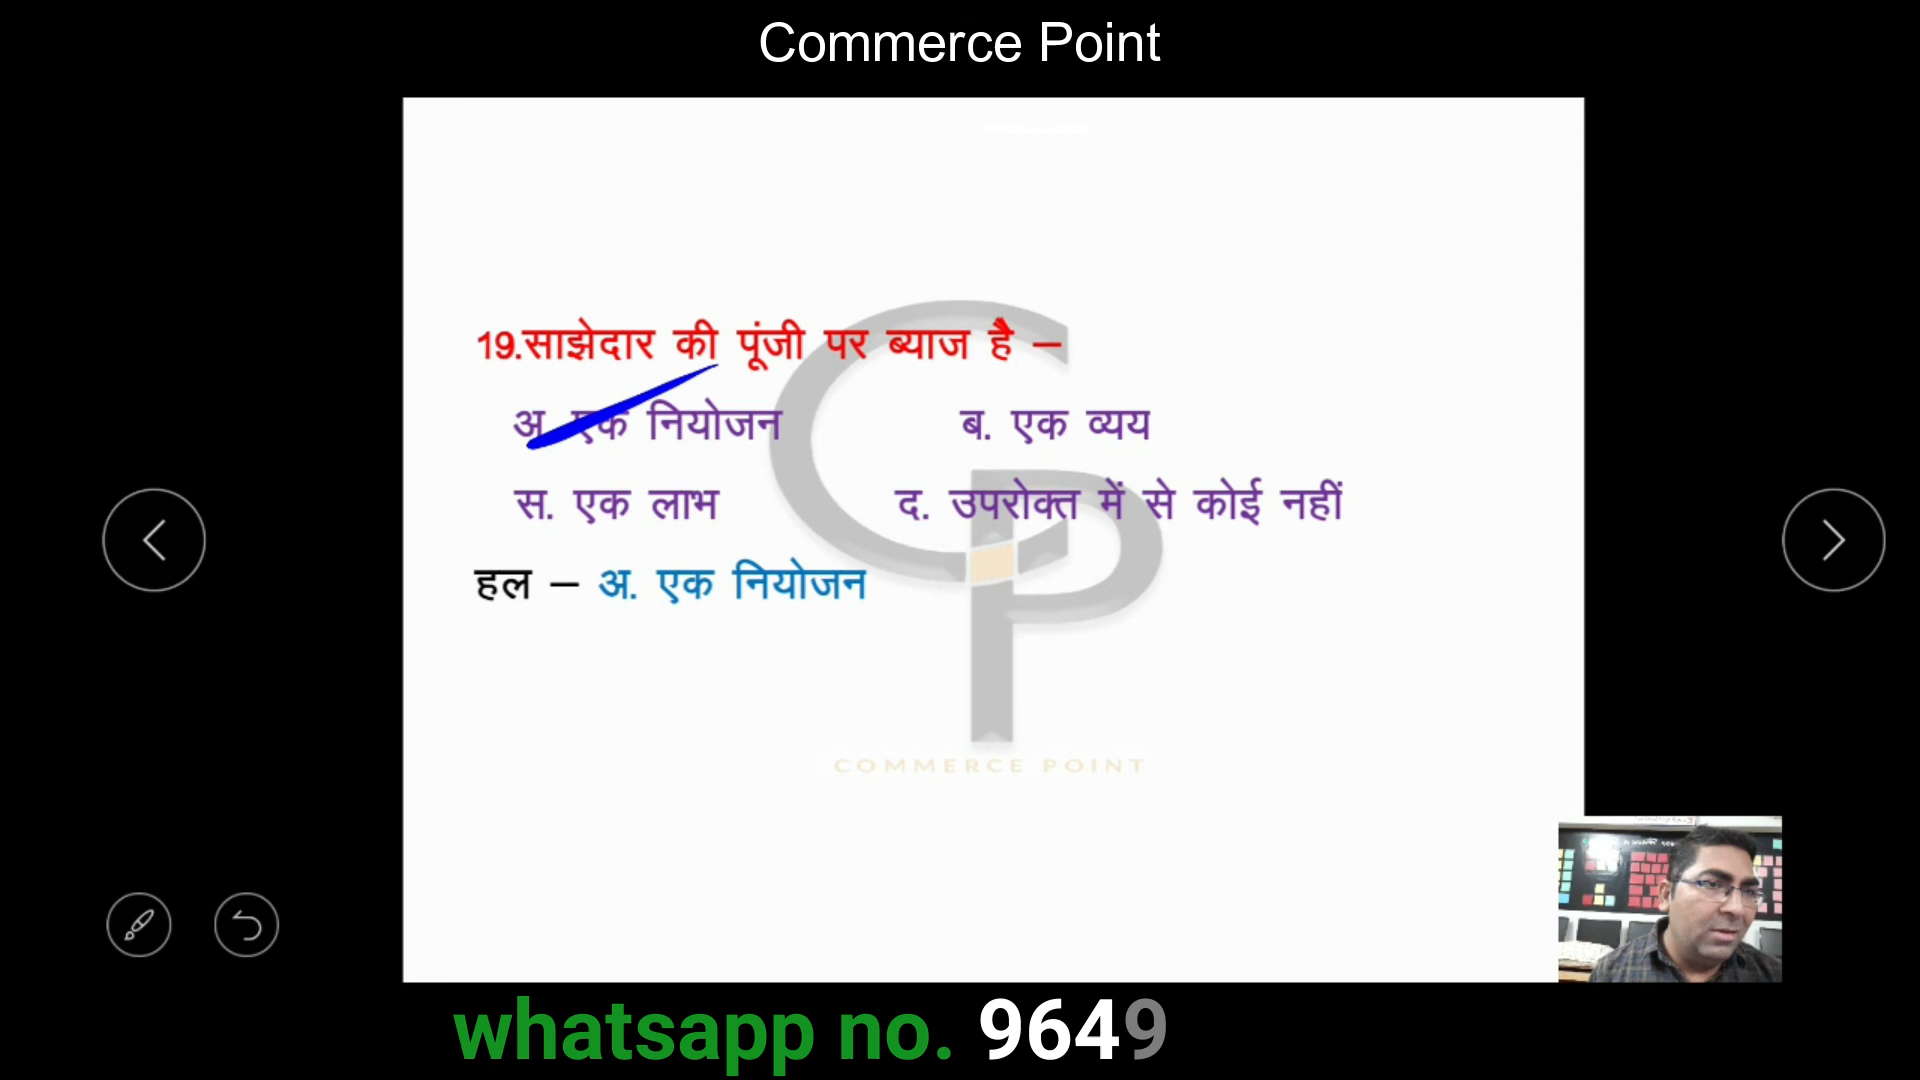 Commerce Point
19.साझेदार की पूंजी पर ब्याज है –
अ. एक नियोजन ब. एक व्यय
स. एक लाभ द. उपरोक्त में से कोई नहीं
हल – अ. एक नियोजन
COMMERCE POINT
whatsapp no. 9649